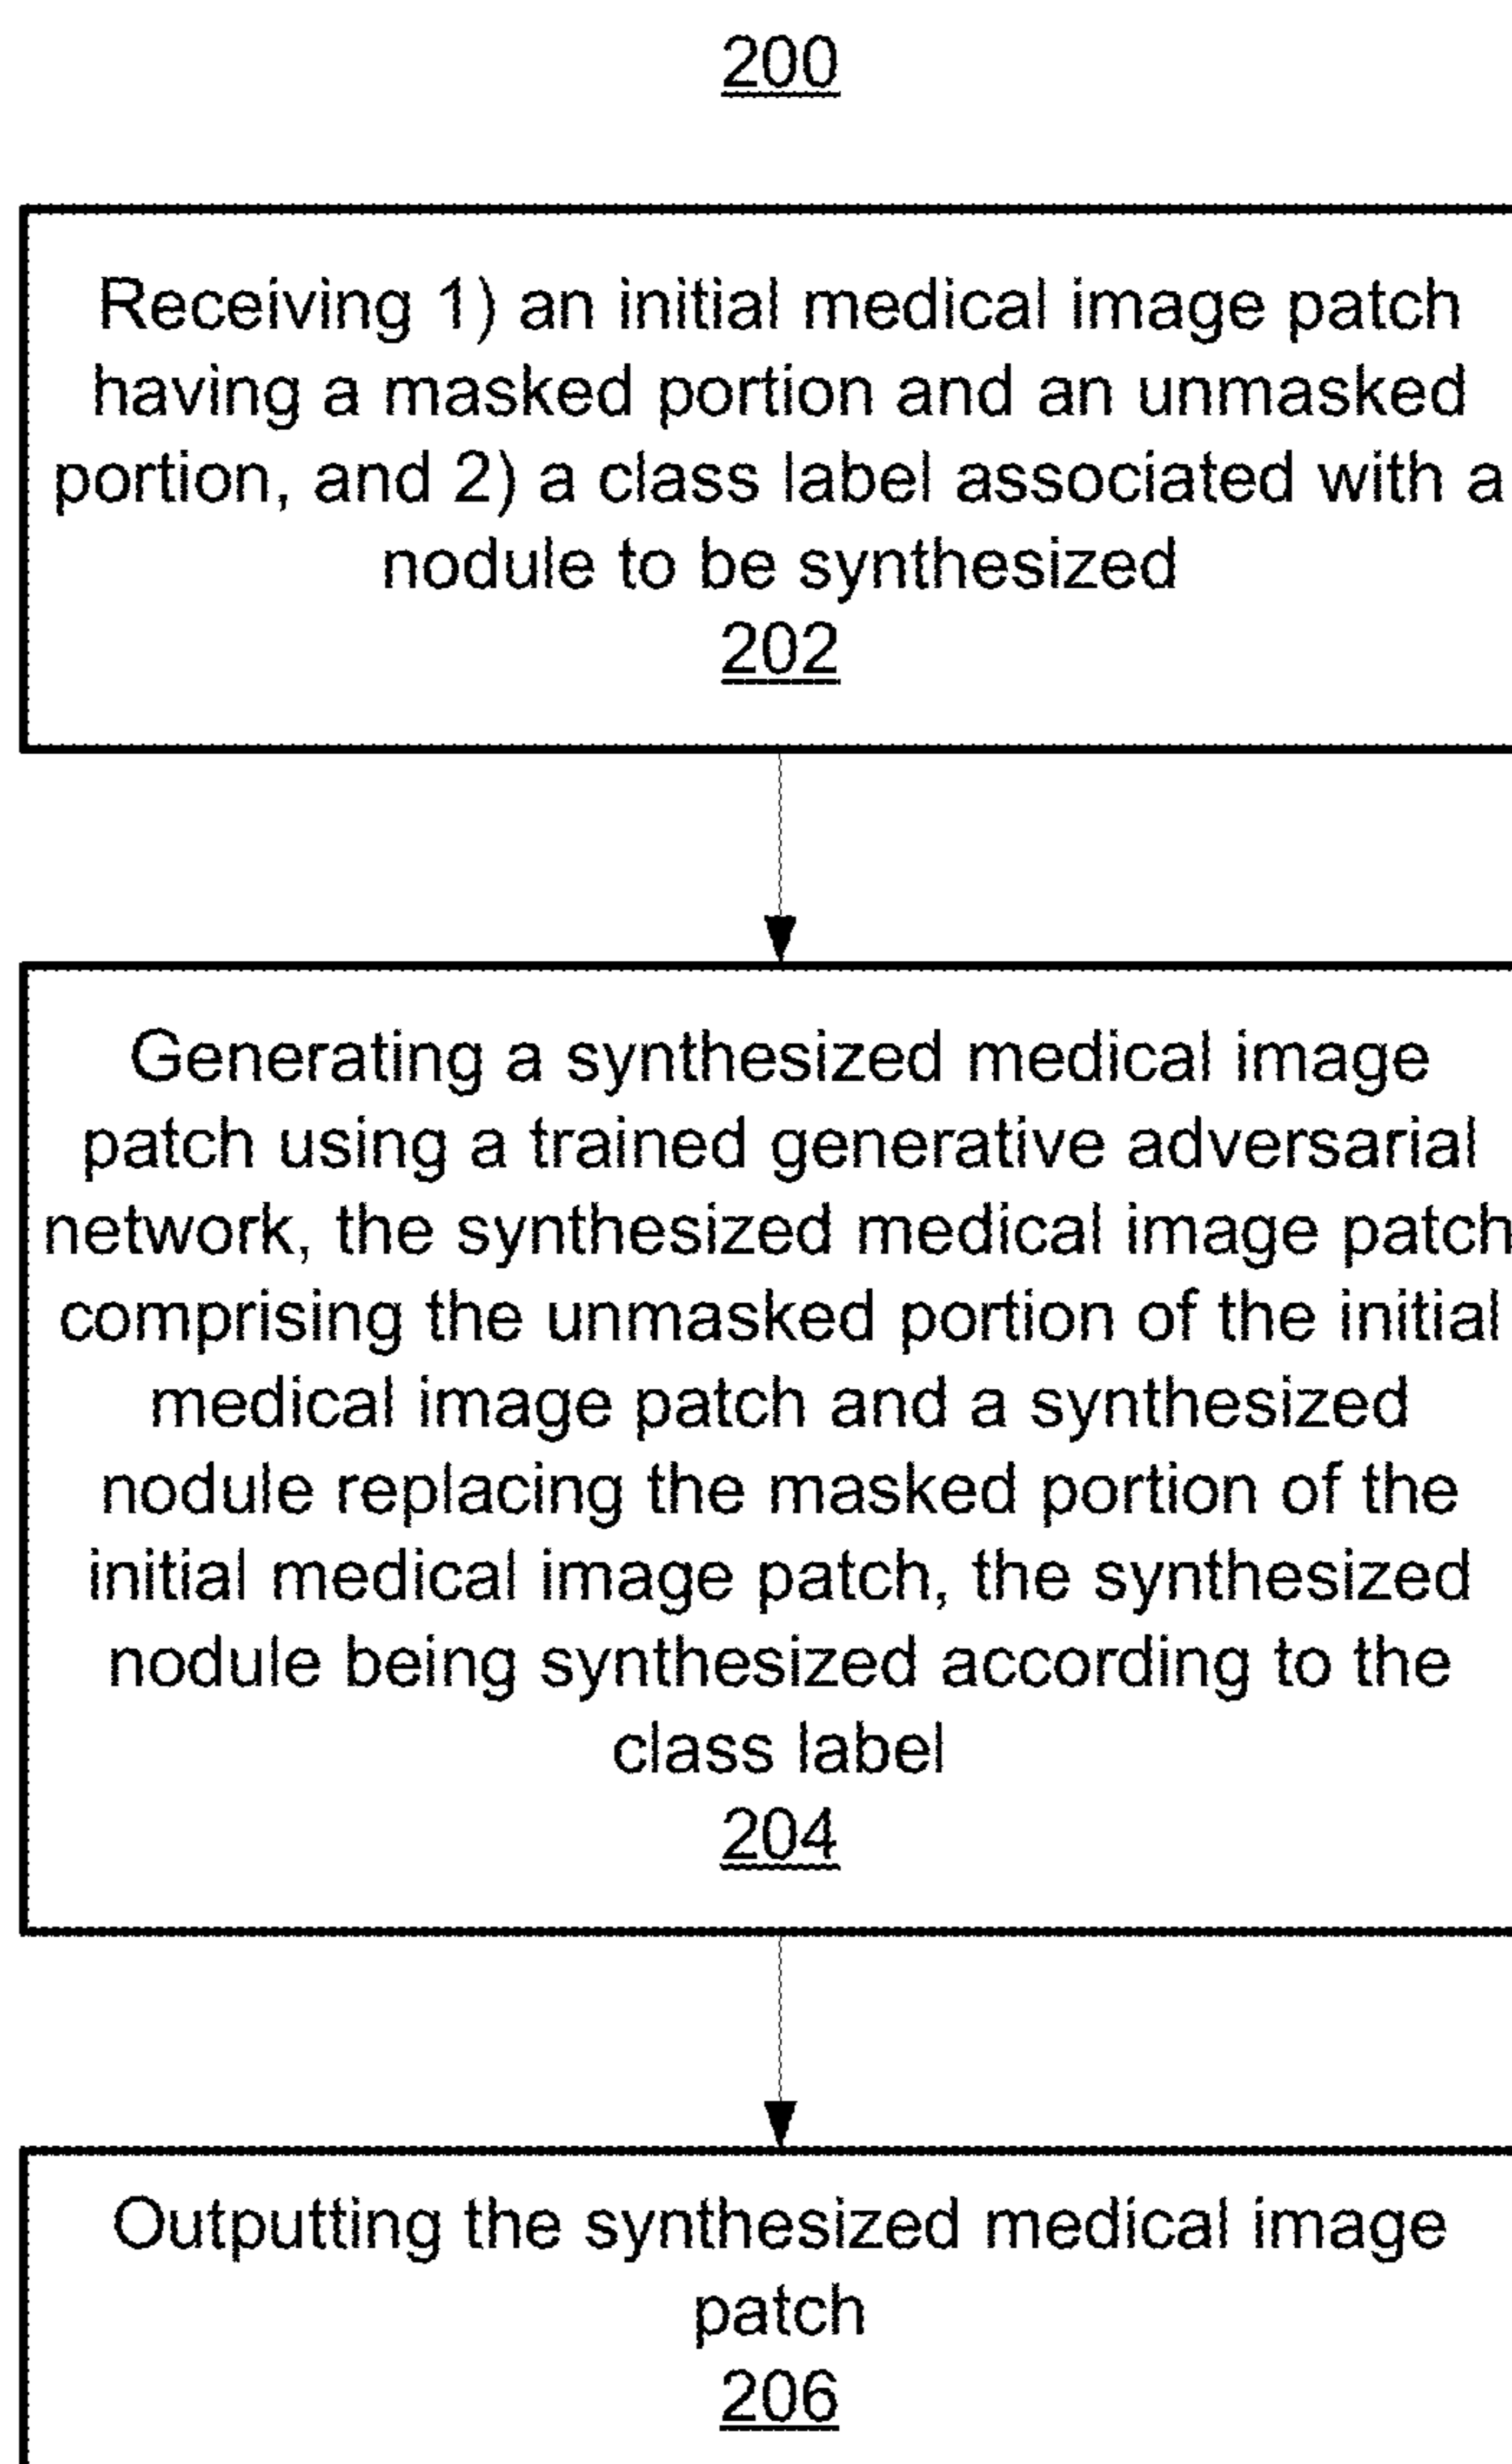 200
Receiving 1) an initial medical image patch
having a masked portion and an unmasked
portion, and 2) a class label associated with a
nodule to be synthesized
202
Generating a synthesized medical image
patch using a trained generative adversarial
network, the synthesized medical image patch
comprising the unmasked portion of the initial
medical image patch and a synthesized
nodule replacing the masked portion of the
initial medical image patch, the synthesized
nodule being synthesized according to the
class label
204
Outputting the synthesized medical image
patch
206